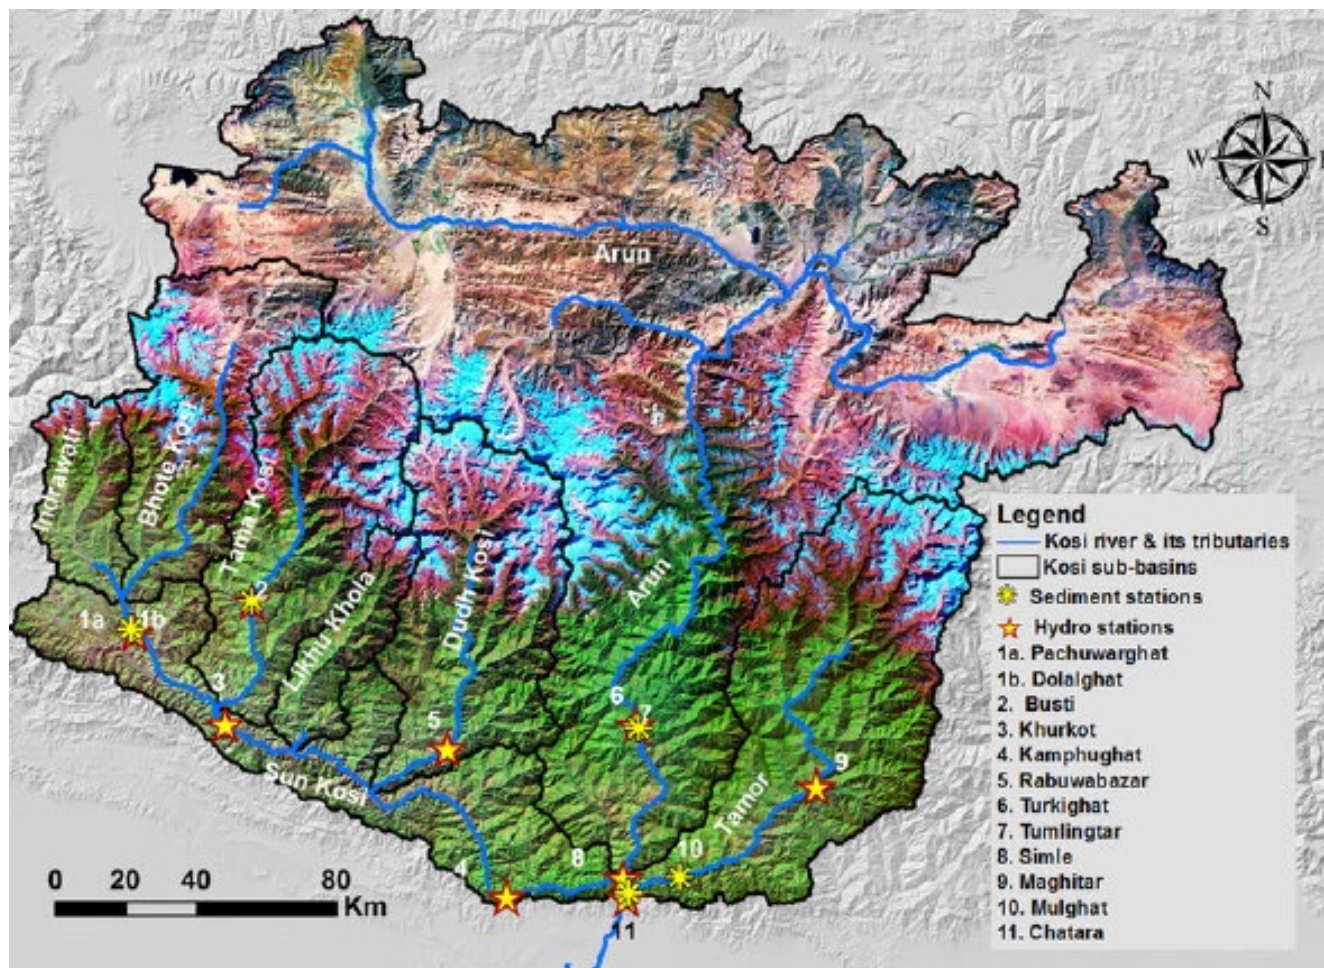 N
W
S
Arun
Indrawati
Bhote Kosi
Tama Kosi
Likhu Khola
Dudh Kosi
Arun
Tamor
Sun Kosi
1a
1b
2
3
4
5
6
7
8
9
10
11
0 20 40 80
Km
Legend
Kosi river & its tributaries
Kosi sub-basins
Sediment stations
Hydro stations
1a. Pachuwarghat
1b. Dolalghat
2. Busti
3. Khurkot
4. Kamphughat
5. Rabuwabazar
6. Turkighat
7. Tumlingtar
8. Simle
9. Maghitar
10. Mulghat
11. Chatara